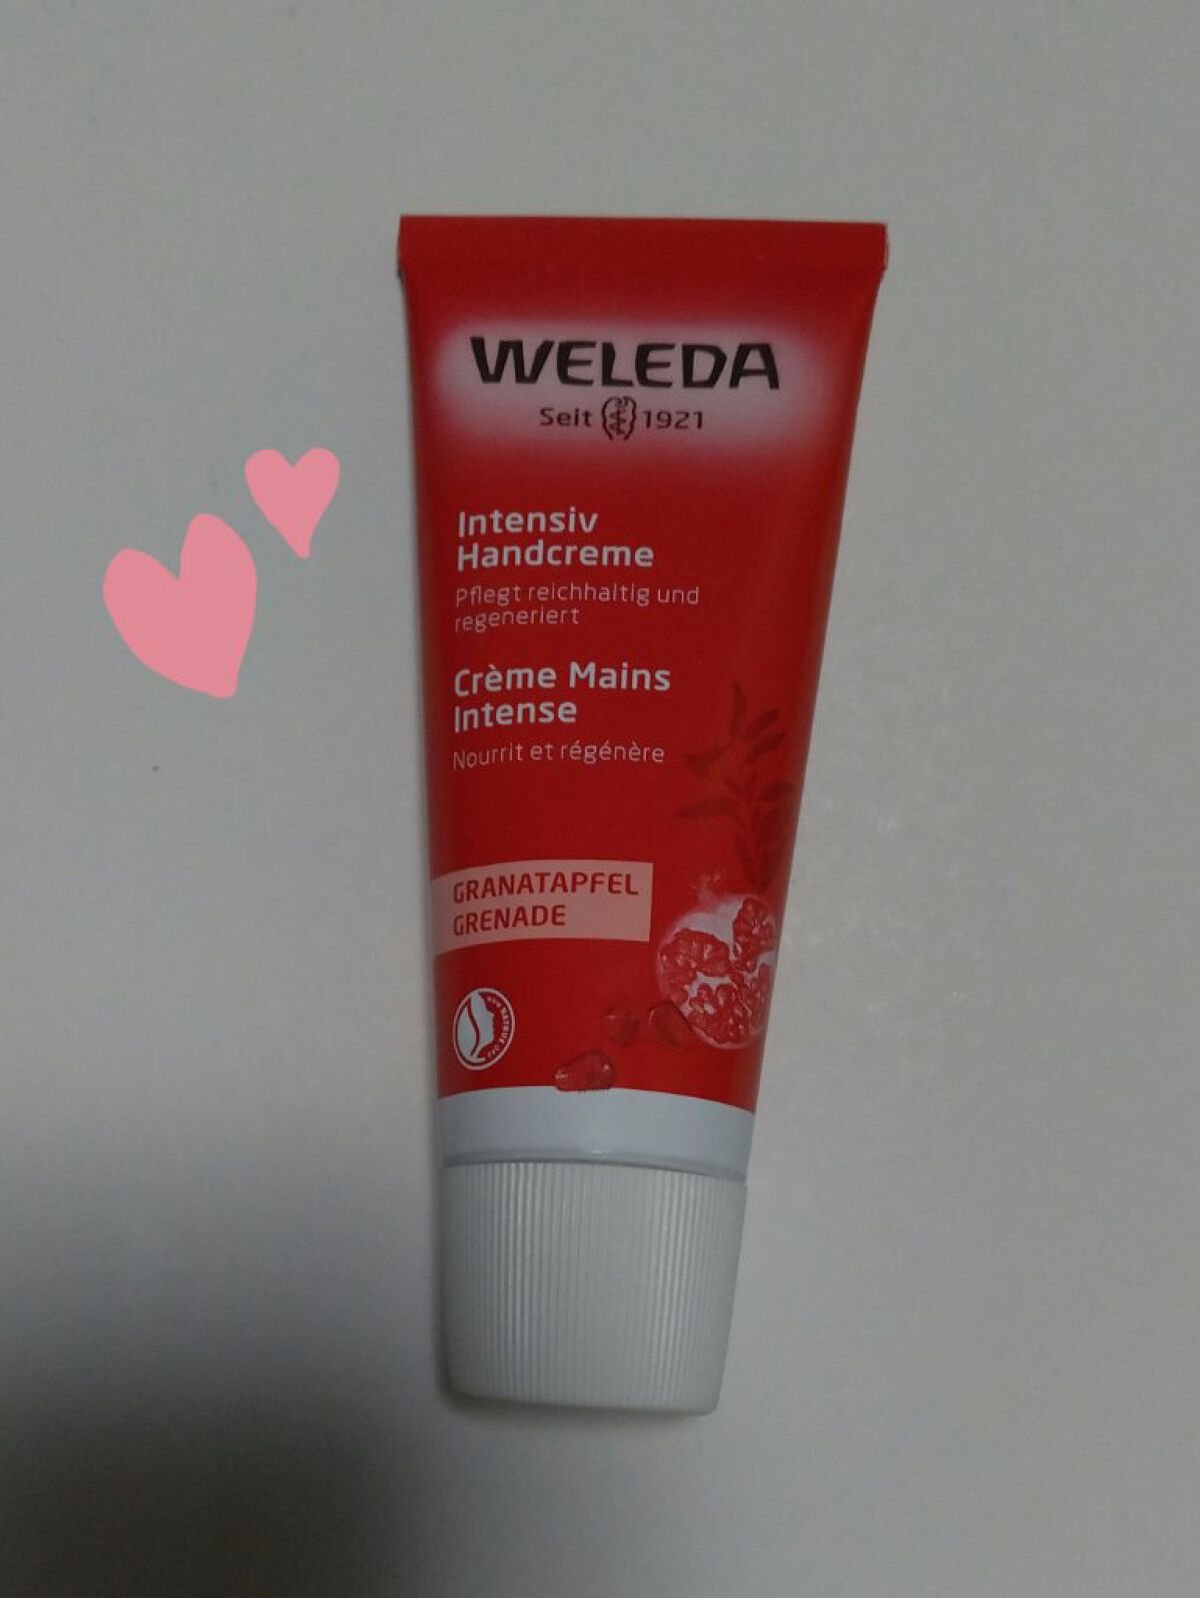 WELEDA
Seit 1921
Intensiv
Handcreme
Pflegt reichhaltig und
regeneriert
Crème Mains
Intense
Nourrit et régénère
GRANATAPFEL
GRENADE